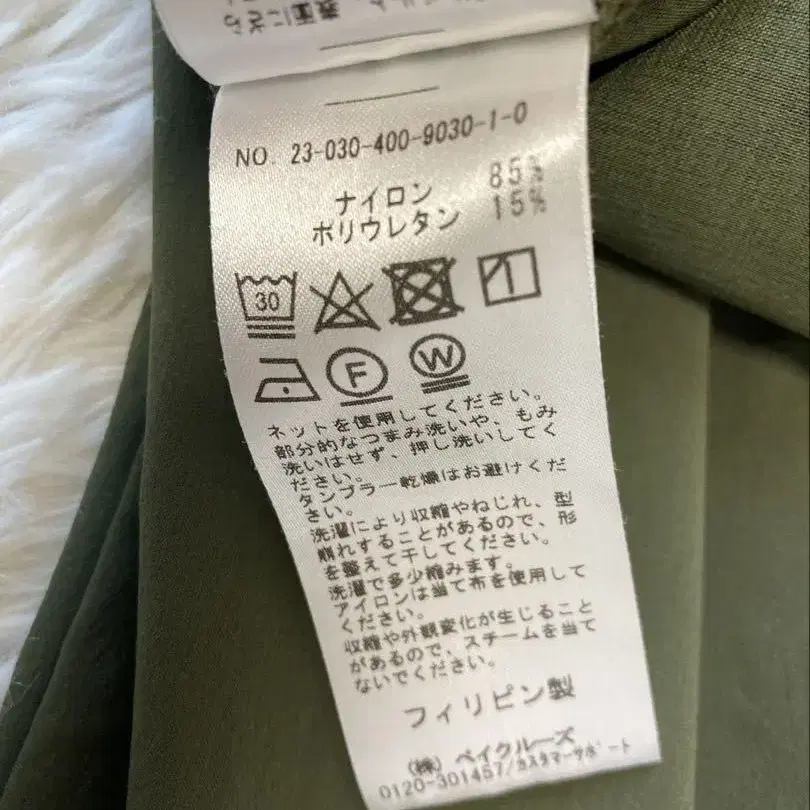 表面にさら
NO. 23-030-400-9030-1-0
ナイロン 85%
ポリウレタン 15%
30
F W
ネットを使用してください。
部分的なつまみ洗いや、もみ
洗いはせず、押し洗いしてく
ださい。
タンブラー乾燥はお避けくだ
さい。
洗濯により収縮やねじれ、型
崩れすることがあるので、形
を整えて干してください。
洗濯で多少縮みます。
アイロンは当て布を使用して
ください。
収縮や外観変化が生じること
があるので、スチームを当て
ないでください。
フィリピン製
(株) ベイクルーズ
0120-301457/カスタマーサポート